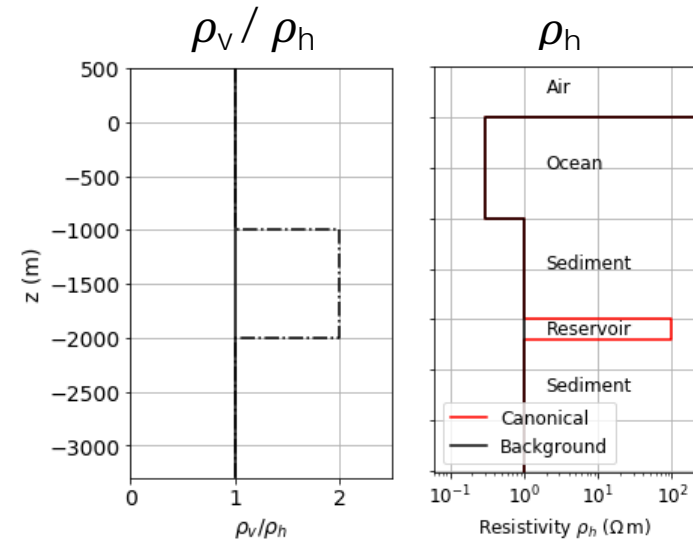 ρv / ρh
500
0
−500
−1000
−1500
−2000
−2500
−3000
z (m)
0 1 2
ρv/ρh
ρh
Air
Ocean
Sediment
Reservoir
Sediment
Canonical
Background
10⁻¹ 10⁰ 10¹ 10²
Resistivity ρh (Ω m)